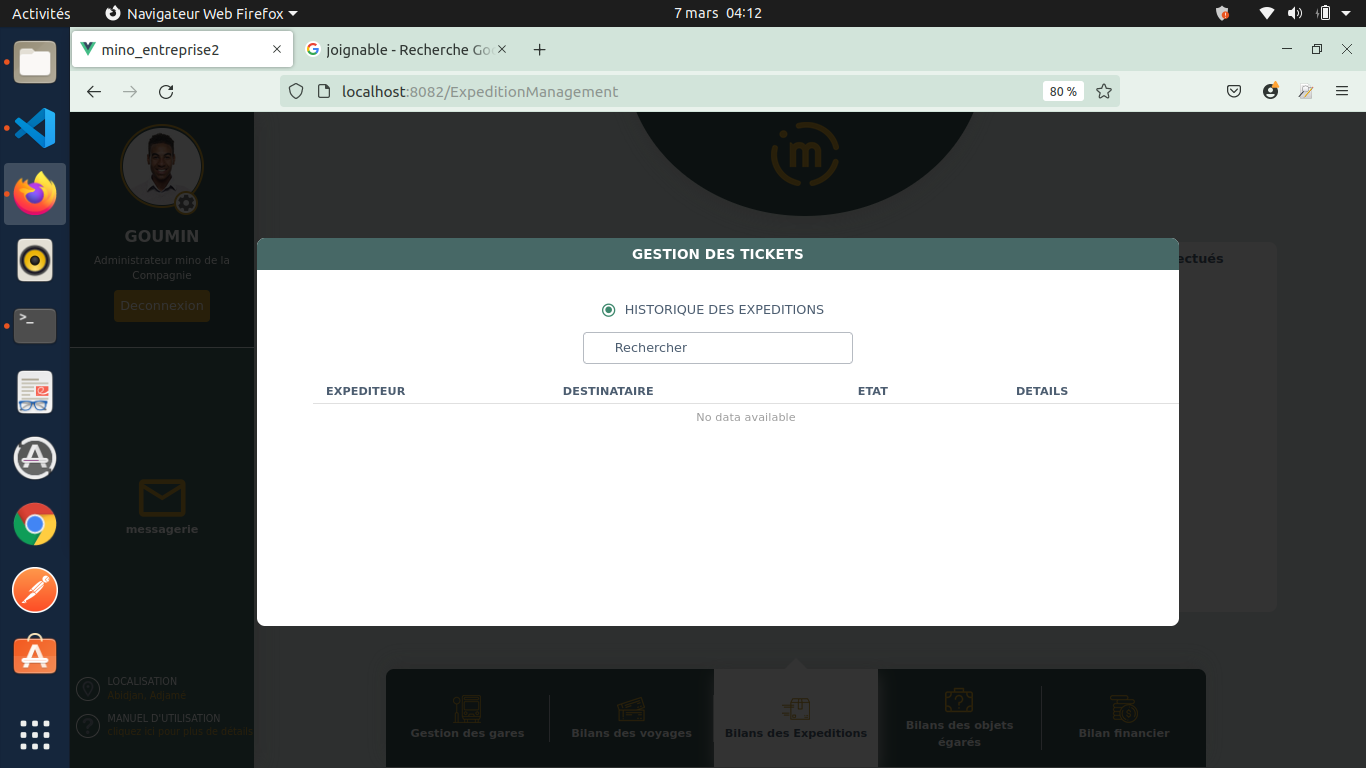 Activités
Navigateur Web Firefox
7 mars 04:12
mino_entreprise2
joignable - Recherche Goo
localhost:8082/ExpeditionManagement
80 %
m
GOUMIN
Administrateur mino de la
Compagnie
Deconnexion
ectués
GESTION DES TICKETS
HISTORIQUE DES EXPEDITIONS
Rechercher
EXPEDITEUR DESTINATAIRE ETAT DETAILS
No data available
messagerie
LOCALISATION
Abidjan, Adjamé
MANUEL D'UTILISATION
cliquez ici pour plus de détails
Gestion des gares
Bilans des voyages
Bilans des Expeditions
Bilans des objets
égarés
Bilan financier